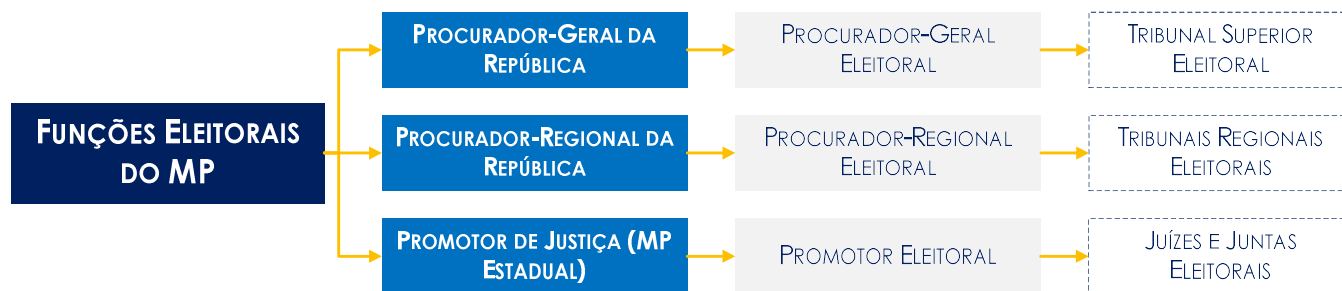 FUNÇÕES ELEITORAIS
DO MP
PROCURADOR-GERAL DA
REPÚBLICA
PROCURADOR-GERAL
ELEITORAL
TRIBUNAL SUPERIOR
ELEITORAL
PROCURADOR-REGIONAL DA
REPÚBLICA
PROCURADOR-REGIONAL
ELEITORAL
TRIBUNAIS REGIONAIS
ELEITORAIS
PROMOTOR DE JUSTIÇA (MP
ESTADUAL)
PROMOTOR ELEITORAL
JUÍZES E JUNTAS
ELEITORAIS